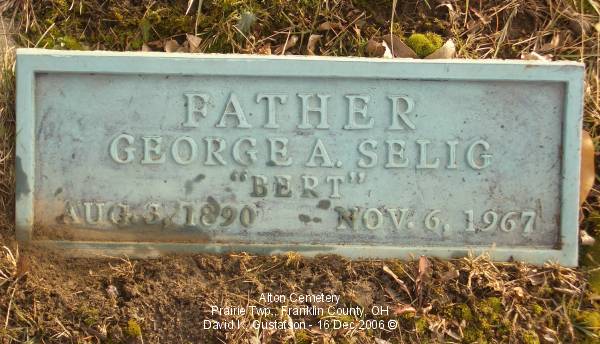 FATHER
GEORGE A. SELIG
"BERT"
AUG. 3, 1890 NOV. 6, 1967
Alton Cemetery
Prairie Twp., Franklin County, OH
David K. Gustafson - 16 Dec 2006 ©